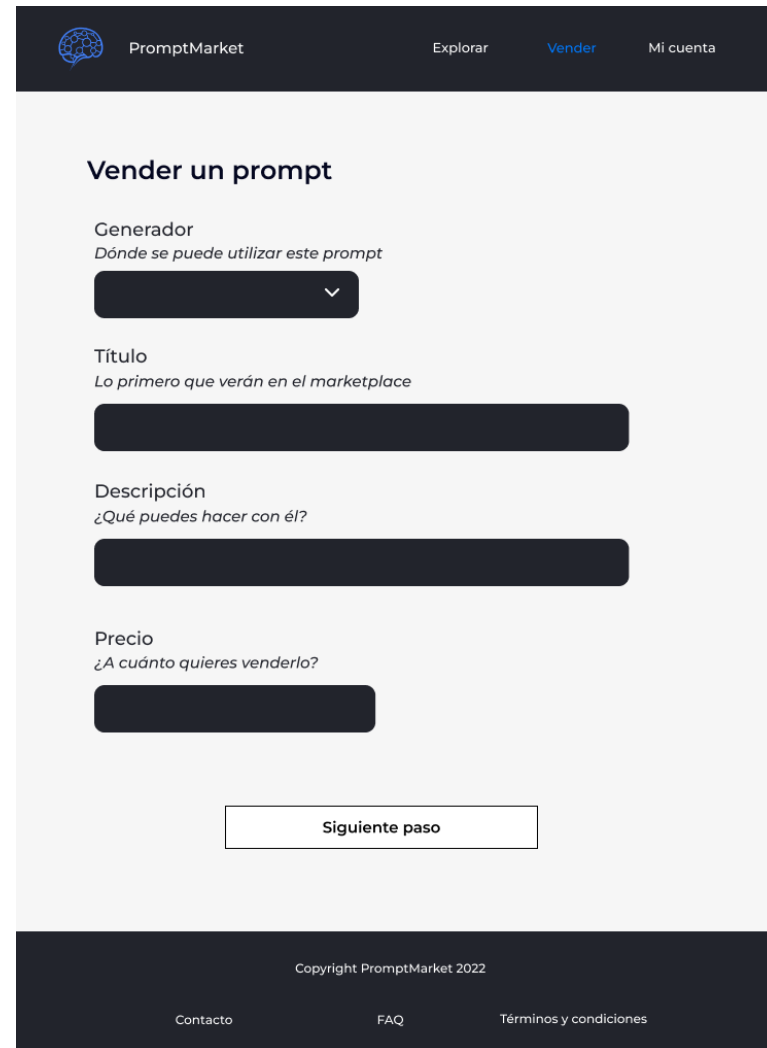 PromptMarket Explorar Vender Mi cuenta
Vender un prompt
Generador
Dónde se puede utilizar este prompt
Título
Lo primero que verán en el marketplace
Descripción
¿Qué puedes hacer con él?
Precio
¿A cuánto quieres venderlo?
Siguiente paso
Copyright PromptMarket 2022
Contacto FAQ Términos y condiciones